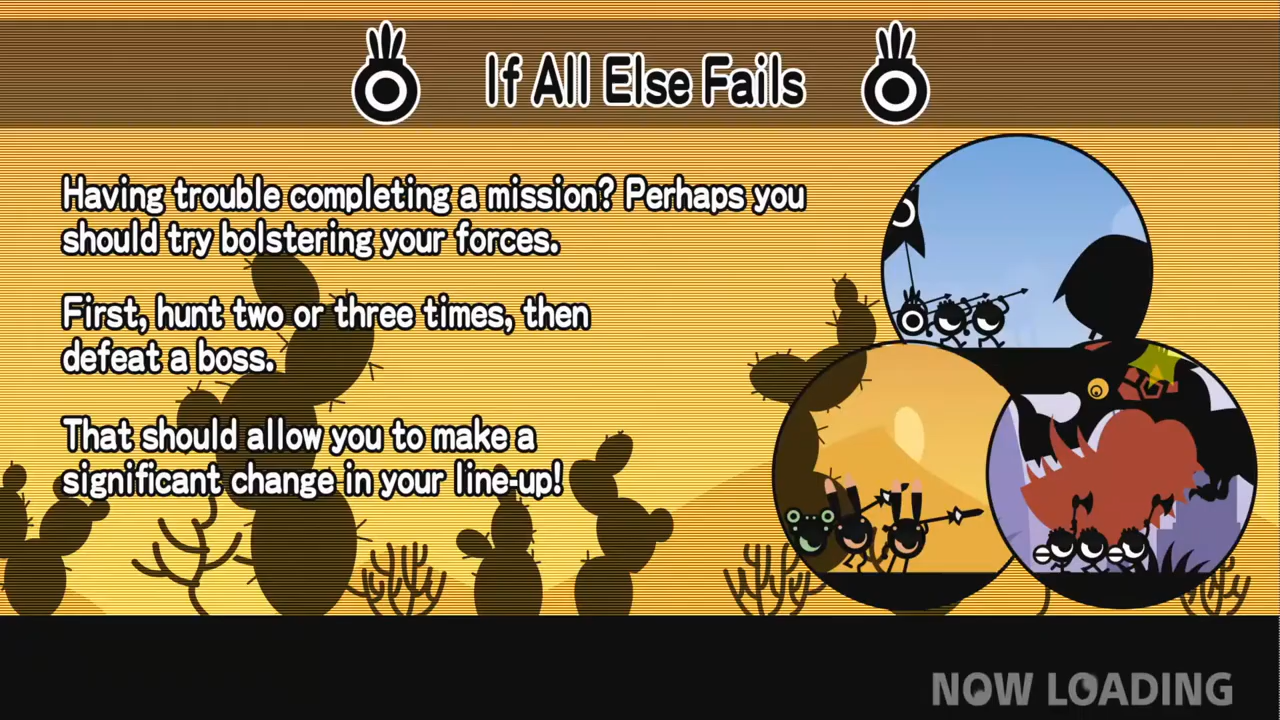 If All Else Fails
Having trouble completing a mission? Perhaps you
should try bolstering your forces.
First, hunt two or three times, then
defeat a boss.
That should allow you to make a
significant change in your line-up!
NOW LOADING